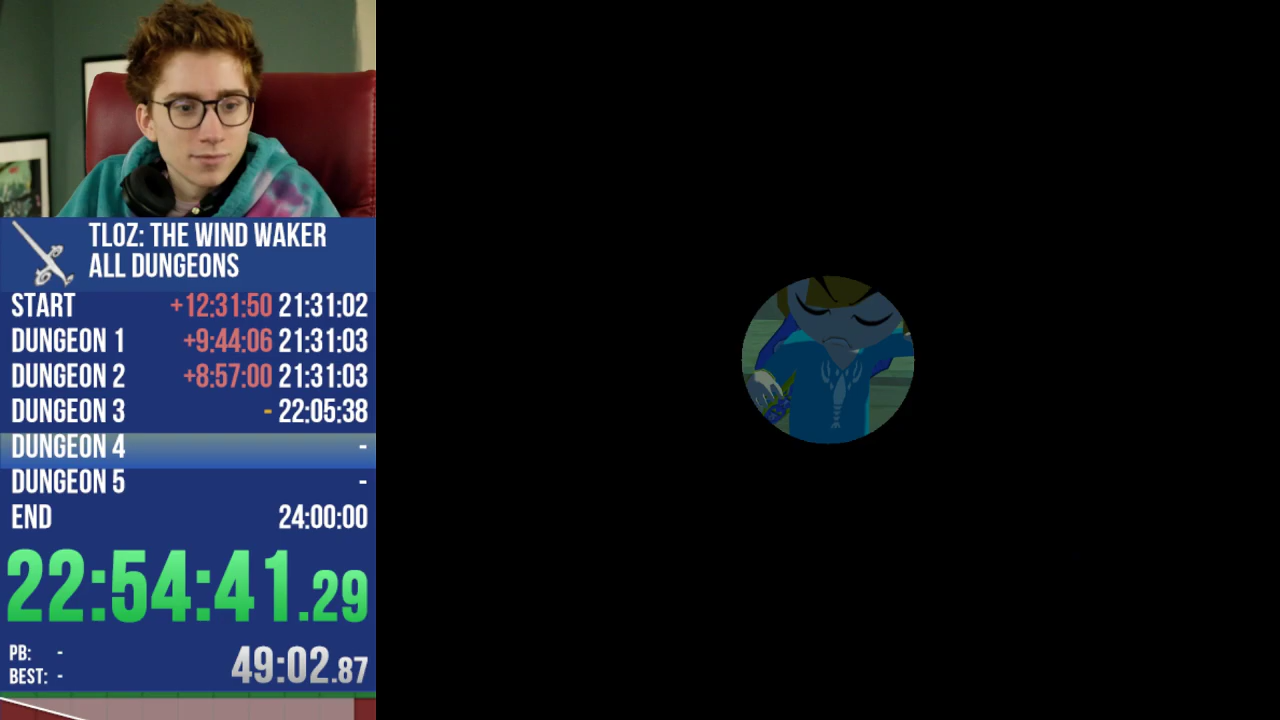 TLOZ: THE WIND WAKER
ALL DUNGEONS
START +12:31:50 21:31:02
DUNGEON 1 +9:44:06 21:31:03
DUNGEON 2 +8:57:00 21:31:03
DUNGEON 3 - 22:05:38
DUNGEON 4 -
DUNGEON 5 -
END 24:00:00
22:54:41.29
PB: -
BEST: -
49:02.87